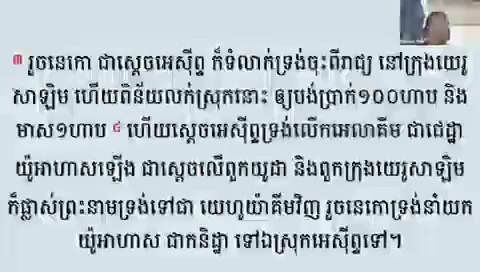 ៣ រួចនេកោ ជាស្តេចអេស៊ីព្ទ ក៏ទំលាក់ទ្រង់ចុះពីរាជ្យ នៅក្រុងយេរូ
សាឡិម ហើយពិន័យលក់ស្រុកនោះ ឲ្យបង់ប្រាក់១០០ហាប និង
មាស១ហាប ៤ ហើយស្តេចអេស៊ីព្ទទ្រង់លើកអេលាគីម ជាជេដ្ឋា
យ៉ូអាហាសឡើង ជាស្តេចលើពួកយូដា និងពួកក្រុងយេរូសាឡិម
ក៏ផ្លាស់ព្រះនាមទ្រង់ទៅជា យេហូយ៉ាគីមវិញ រួចនេកោទ្រង់នាំយក
យ៉ូអាហាស ជាកនិដ្ឋា ទៅឯស្រុកអេស៊ីព្ទទៅ។